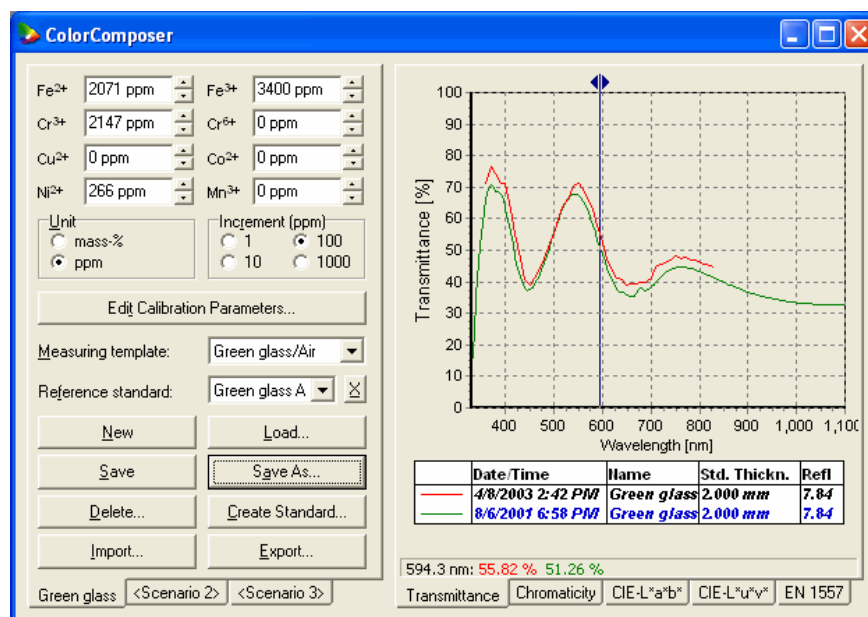 ColorComposer
Fe2+ 2071 ppm Fe3+ 3400 ppm
Cr3+ 2147 ppm Cr6+ 0 ppm
Cu2+ 0 ppm Co2+ 0 ppm
Ni2+ 266 ppm Mn3+ 0 ppm
Unit
mass-%
ppm
Increment (ppm)
1 100
10 1000
Edit Calibration Parameters...
Measuring template: Green glass/Air
Reference standard: Green glass A X
New Load...
Save Save As...
Delete... Create Standard...
Import... Export...
Green glass <Scenario 2> <Scenario 3>
Transmittance [%]
100
90
80
70
60
50
40
30
20
10
0
400 500 600 700 800 900 1,000 1,100
Wavelength [nm]
Date/Time Name Std. Thickn. Refl
4/8/2003 2:42 PM Green glass 2.000 mm 7.84
8/6/2001 6:58 PM Green glass 2.000 mm 7.84
594.3 nm: 55.82 % 51.26 %
Transmittance Chromaticity CIE-L*a*b* CIE-L*u*v* EN 1557